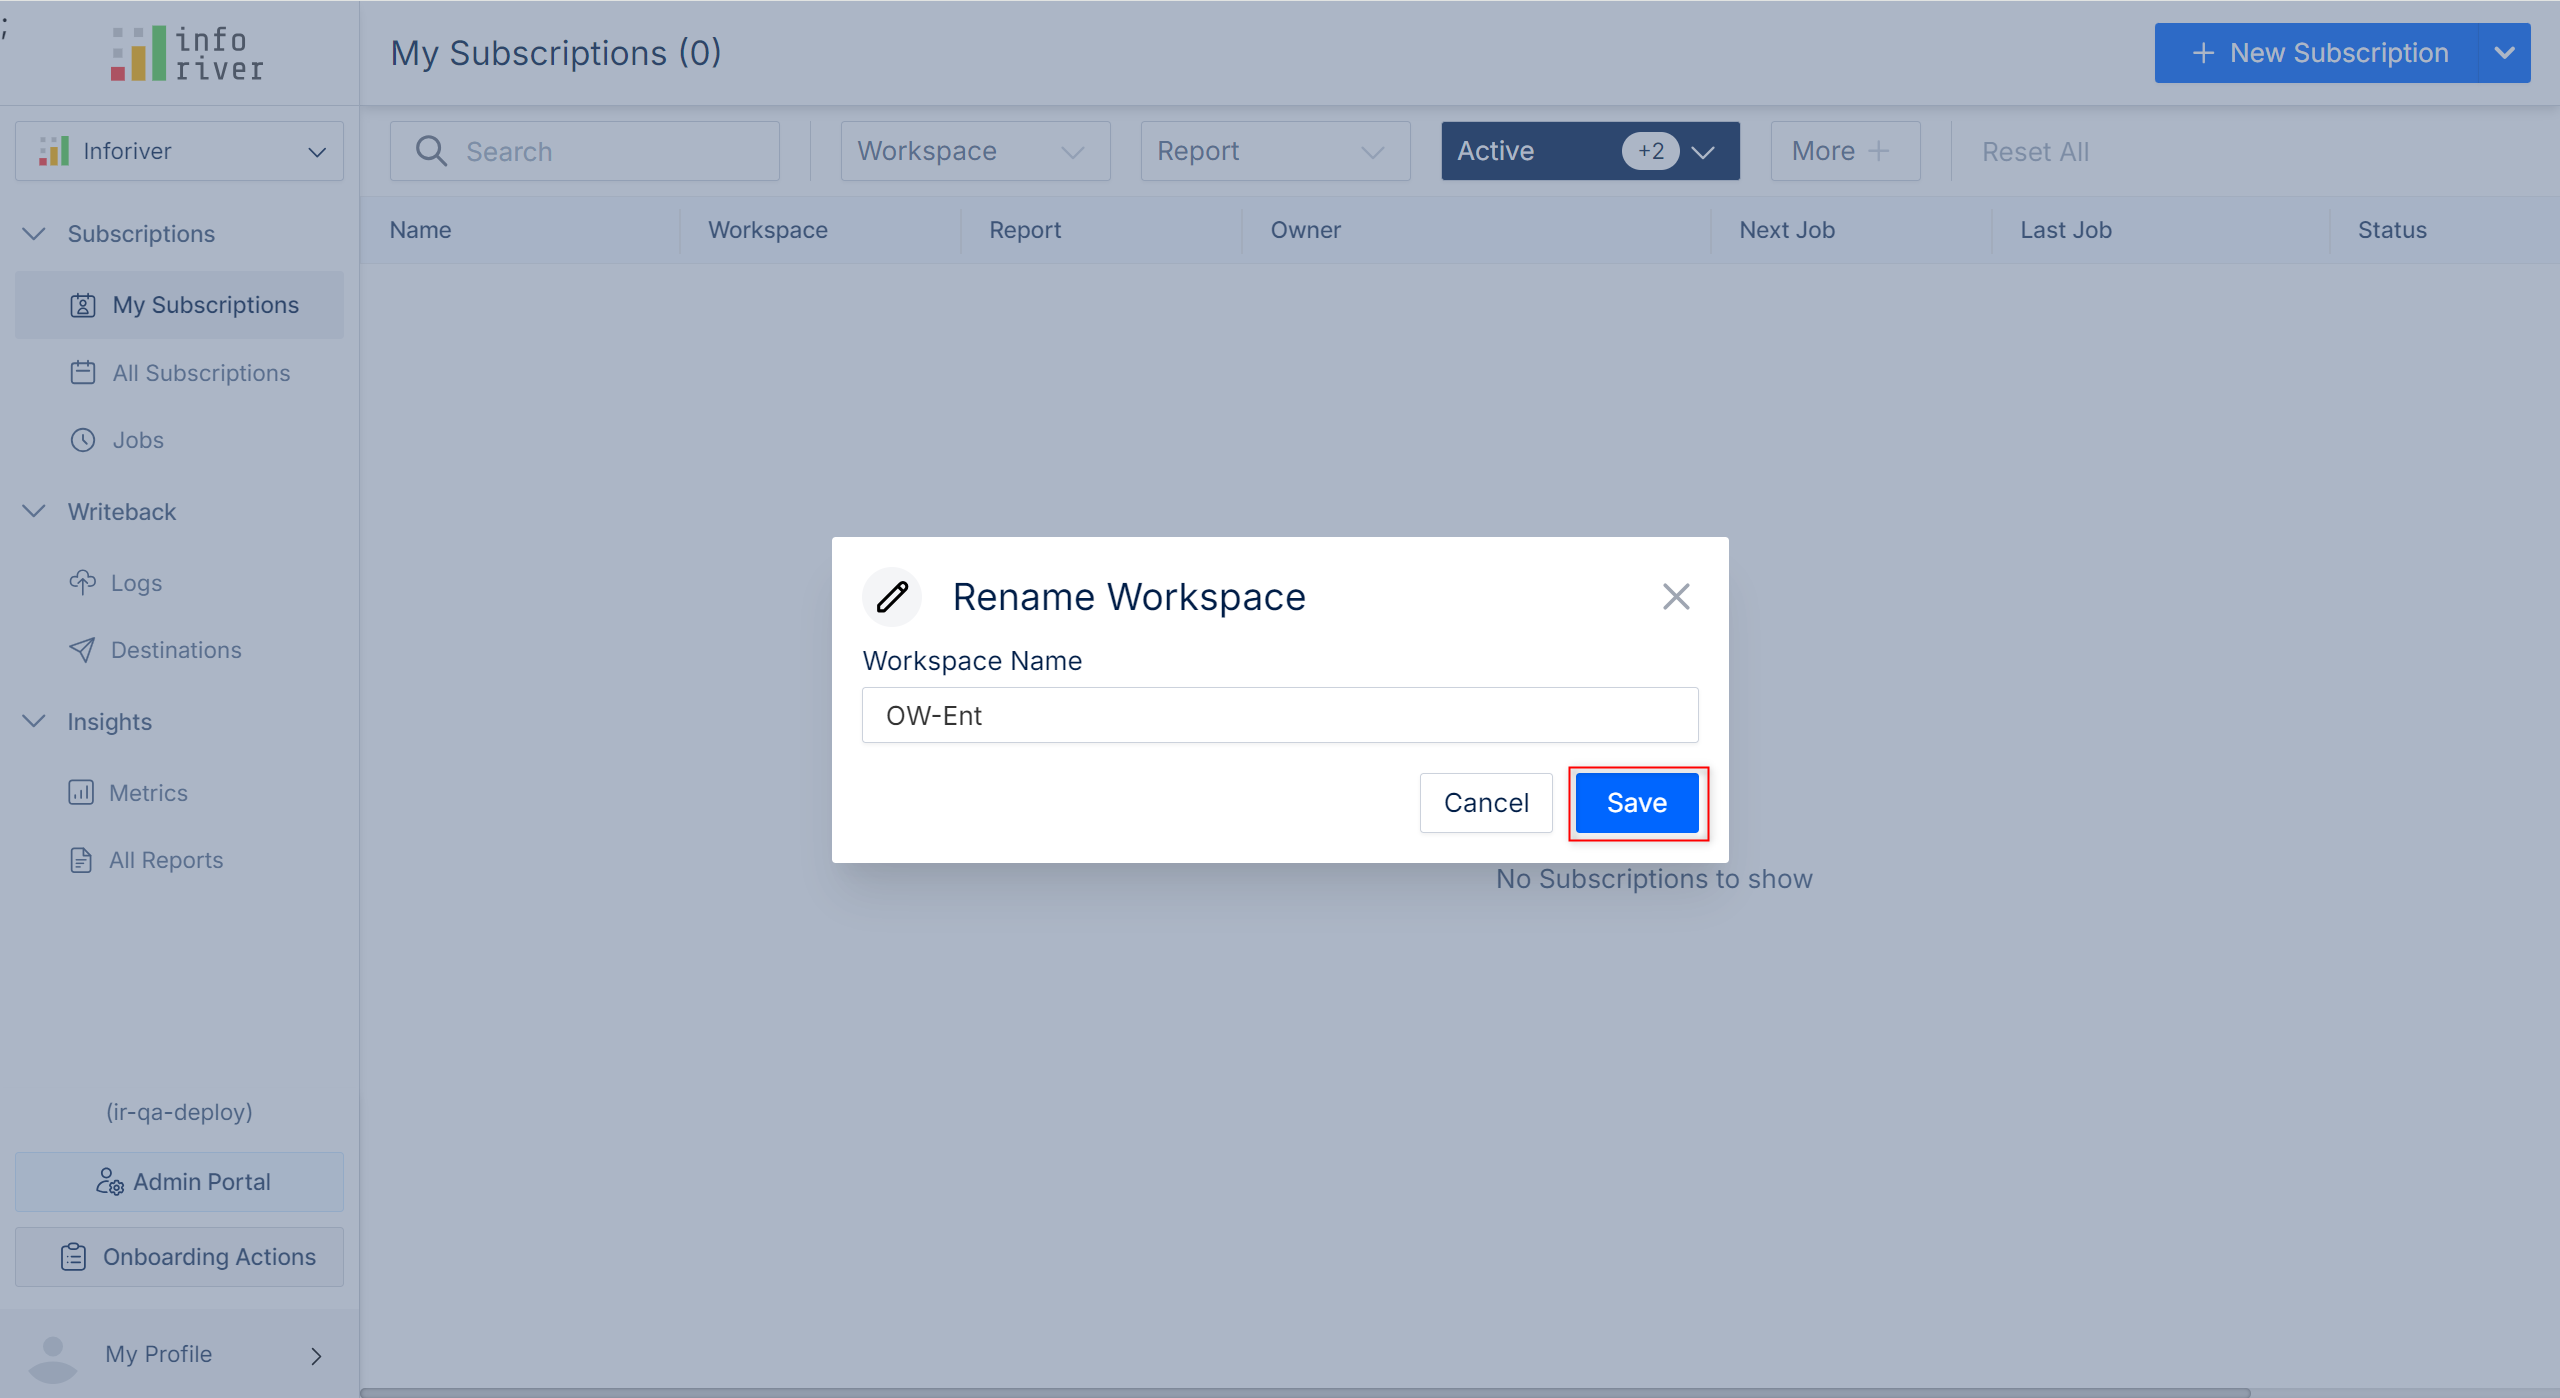 ;
info
river
My Subscriptions (0)
New Subscription
Inforiver
Search
Workspace
Report
Active
+2
More
Reset All
Name
Workspace
Report
Owner
Next Job
Last Job
Status
Subscriptions
My Subscriptions
All Subscriptions
Jobs
Writeback
Logs
Destinations
Insights
Metrics
All Reports
Rename Workspace
Workspace Name
OW-Ent
Cancel
Save
No Subscriptions to show
(ir-qa-deploy)
Admin Portal
Onboarding Actions
My Profile